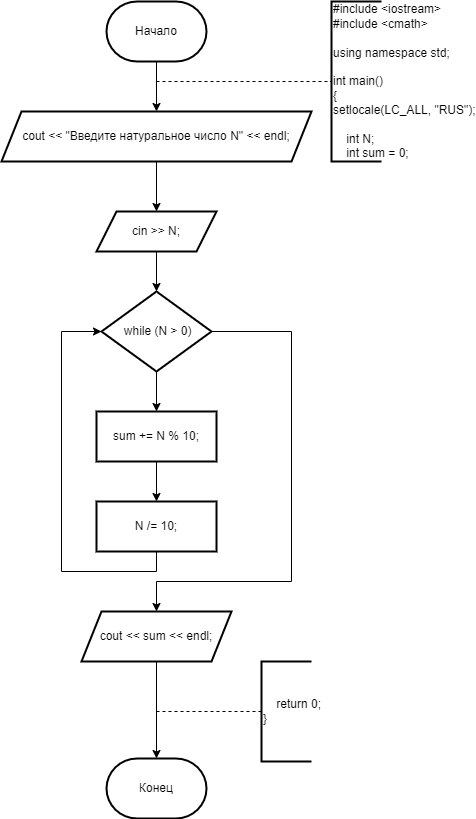 Начало
#include <iostream>
#include <cmath>
using namespace std;
int main()
{
setlocale(LC_ALL, "RUS");
int N;
int sum = 0;
cout << "Введите натуральное число N" << endl;
cin >> N;
while (N > 0)
sum += N % 10;
N /= 10;
cout << sum << endl;
return 0;
}
Конец